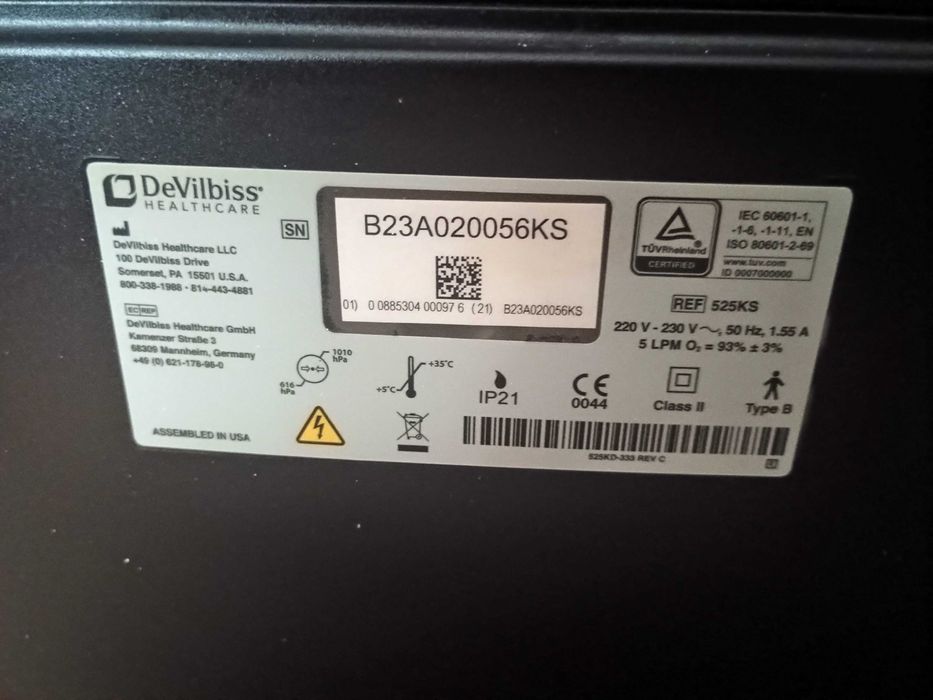 DeVilbiss
HEALTHCARE
DeVilbiss Healthcare LLC
100 DeVilbiss Drive
Somerset, PA 15501 U.S.A.
800-338-1988 • 814-443-4881
EC REP
DeVilbiss Healthcare GmbH
Kamenzer Straße 3
68309 Mannheim, Germany
+49 (0) 621-178-98-0
ASSEMBLED IN USA
SN
B23A020056KS
01) 0 0885304 00097 6 (21) B23A020056KS
TÜVRheinland
CERTIFIED
IEC 60601-1,
-1-6, -1-11, EN
ISO 80601-2-69
www.tuv.com
ID 0007000000
REF 525KS
220 V - 230 V ~, 50 Hz, 1.55 A
5 LPM O₂ = 93% ± 3%
1010
hPa
616
hPa
+35°C
+5°C
IP21
CE
0044
Class II
Type B
525KD-333 REV C